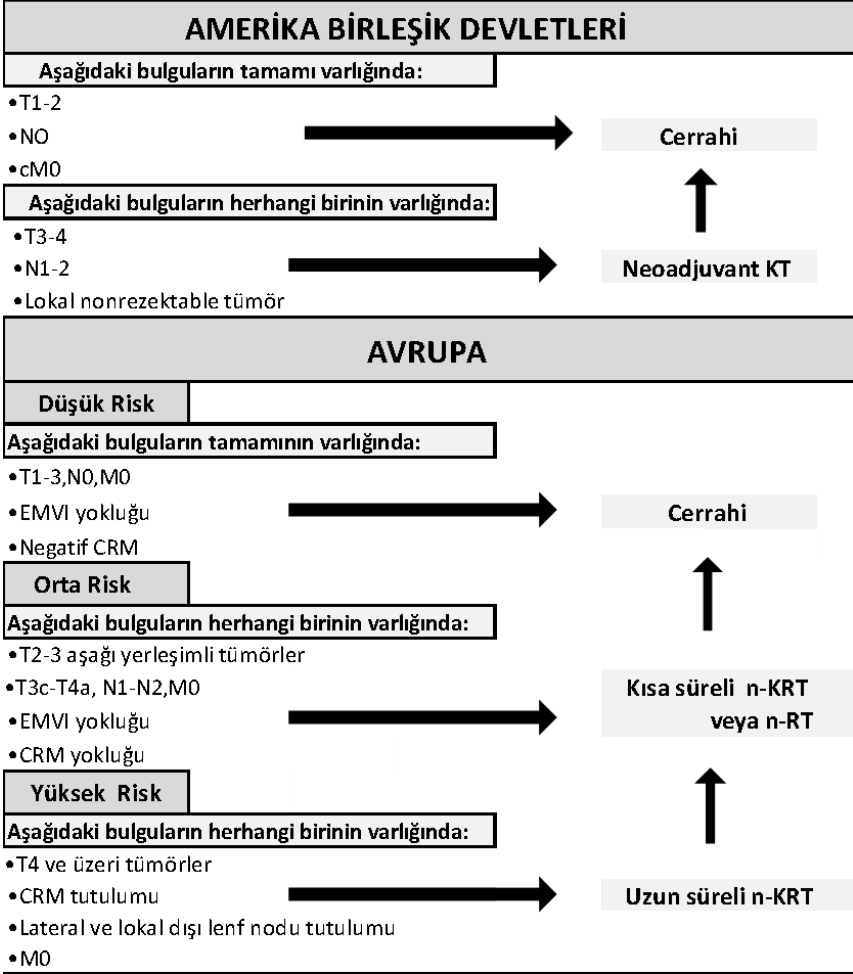 AMERİKA BİRLEŞİK DEVLETLERİ
Aşağıdaki bulguların tamamı varlığında:
•T1-2
•NO
•cM0
Cerrahi
Aşağıdaki bulguların herhangi birinin varlığında:
•T3-4
•N1-2
•Lokal nonrezektable tümör
Neoadjuvant KT
AVRUPA
Düşük Risk
Aşağıdaki bulguların tamamının varlığında:
•T1-3,N0,M0
•EMVI yokluğu
•Negatif CRM
Cerrahi
Orta Risk
Aşağıdaki bulguların herhangi birinin varlığında:
•T2-3 aşağı yerleşimli tümörler
•T3c-T4a, N1-N2,M0
•EMVI yokluğu
•CRM yokluğu
Kısa süreli n-KRT
veya n-RT
Yüksek Risk
Aşağıdaki bulguların herhangi birinin varlığında:
•T4 ve üzeri tümörler
•CRM tutulumu
•Lateral ve lokal dışı lenf nodu tutulumu
•M0
Uzun süreli n-KRT